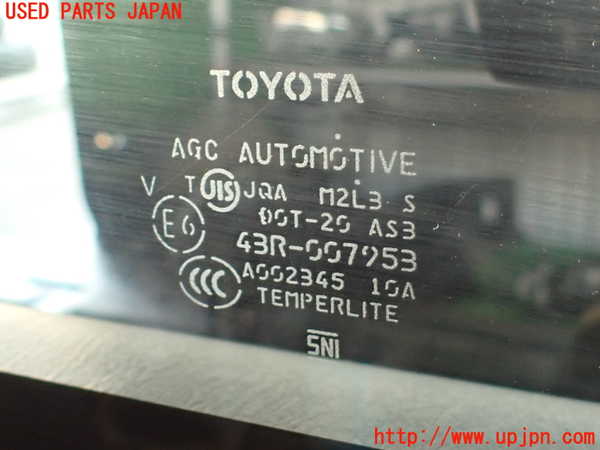 USED PARTS JAPAN
TOYOTA
AGC AUTOMOTIVE
V T JIS JQA M2L3 S
DOT-20 AS3
E6 43R-007953
CCC A002345 10A
TEMPERLITE
SNI
http://www.upjpn.com/